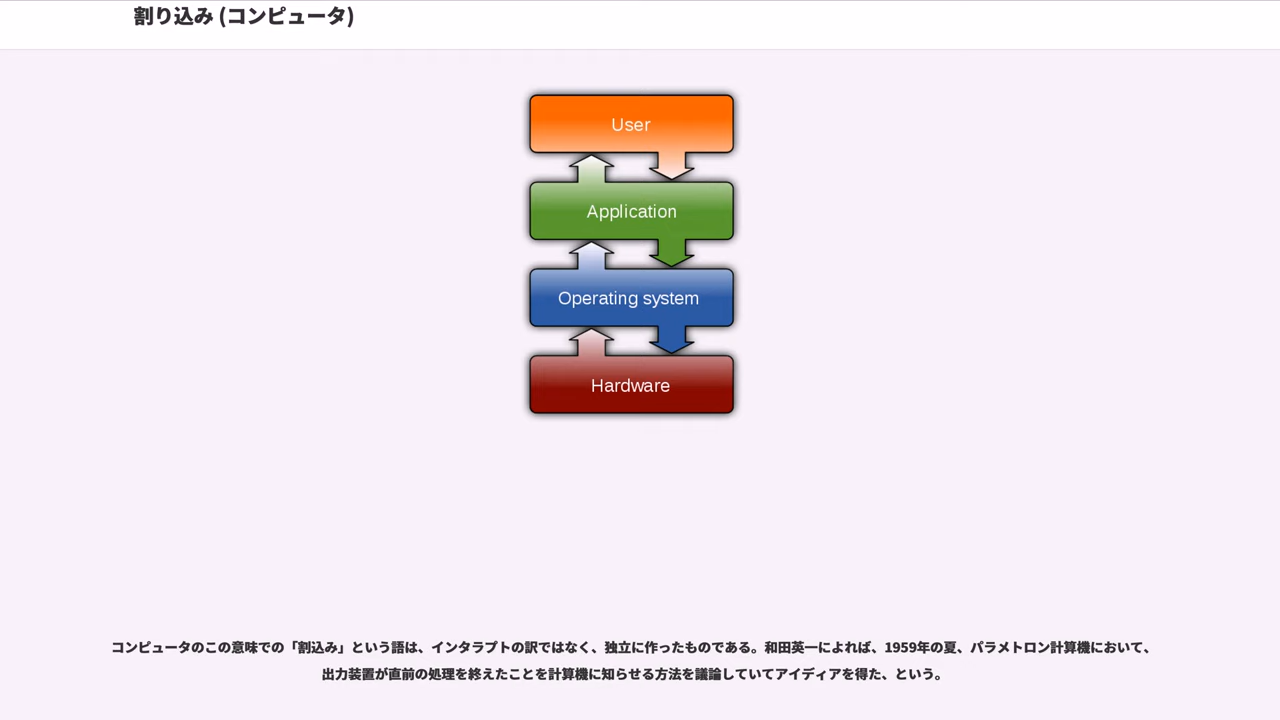 割り込み (コンピュータ)
User
Application
Operating system
Hardware
コンピュータのこの意味での「割込み」という語は、インタラプトの訳ではなく、独立に作ったものである。和田英一によれば、1959年の夏、パラメトロン計算機において、
出力装置が直前の処理を終えたことを計算機に知らせる方法を議論していてアイディアを得た、という。